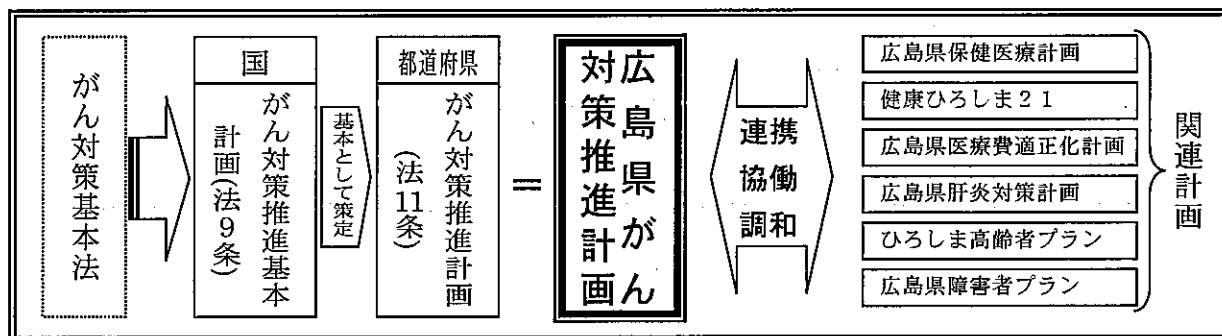 がん対策基本法
国
がん対策推進基本
計画(法9条)
基本として策定
都道府県
がん対策推進計画
(法11条)
=
広島県がん
対策推進計画
連携
協働
調和
広島県保健医療計画
健康ひろしま21
広島県医療費適正化計画
広島県肝炎対策計画
ひろしま高齢者プラン
広島県障害者プラン
関連計画